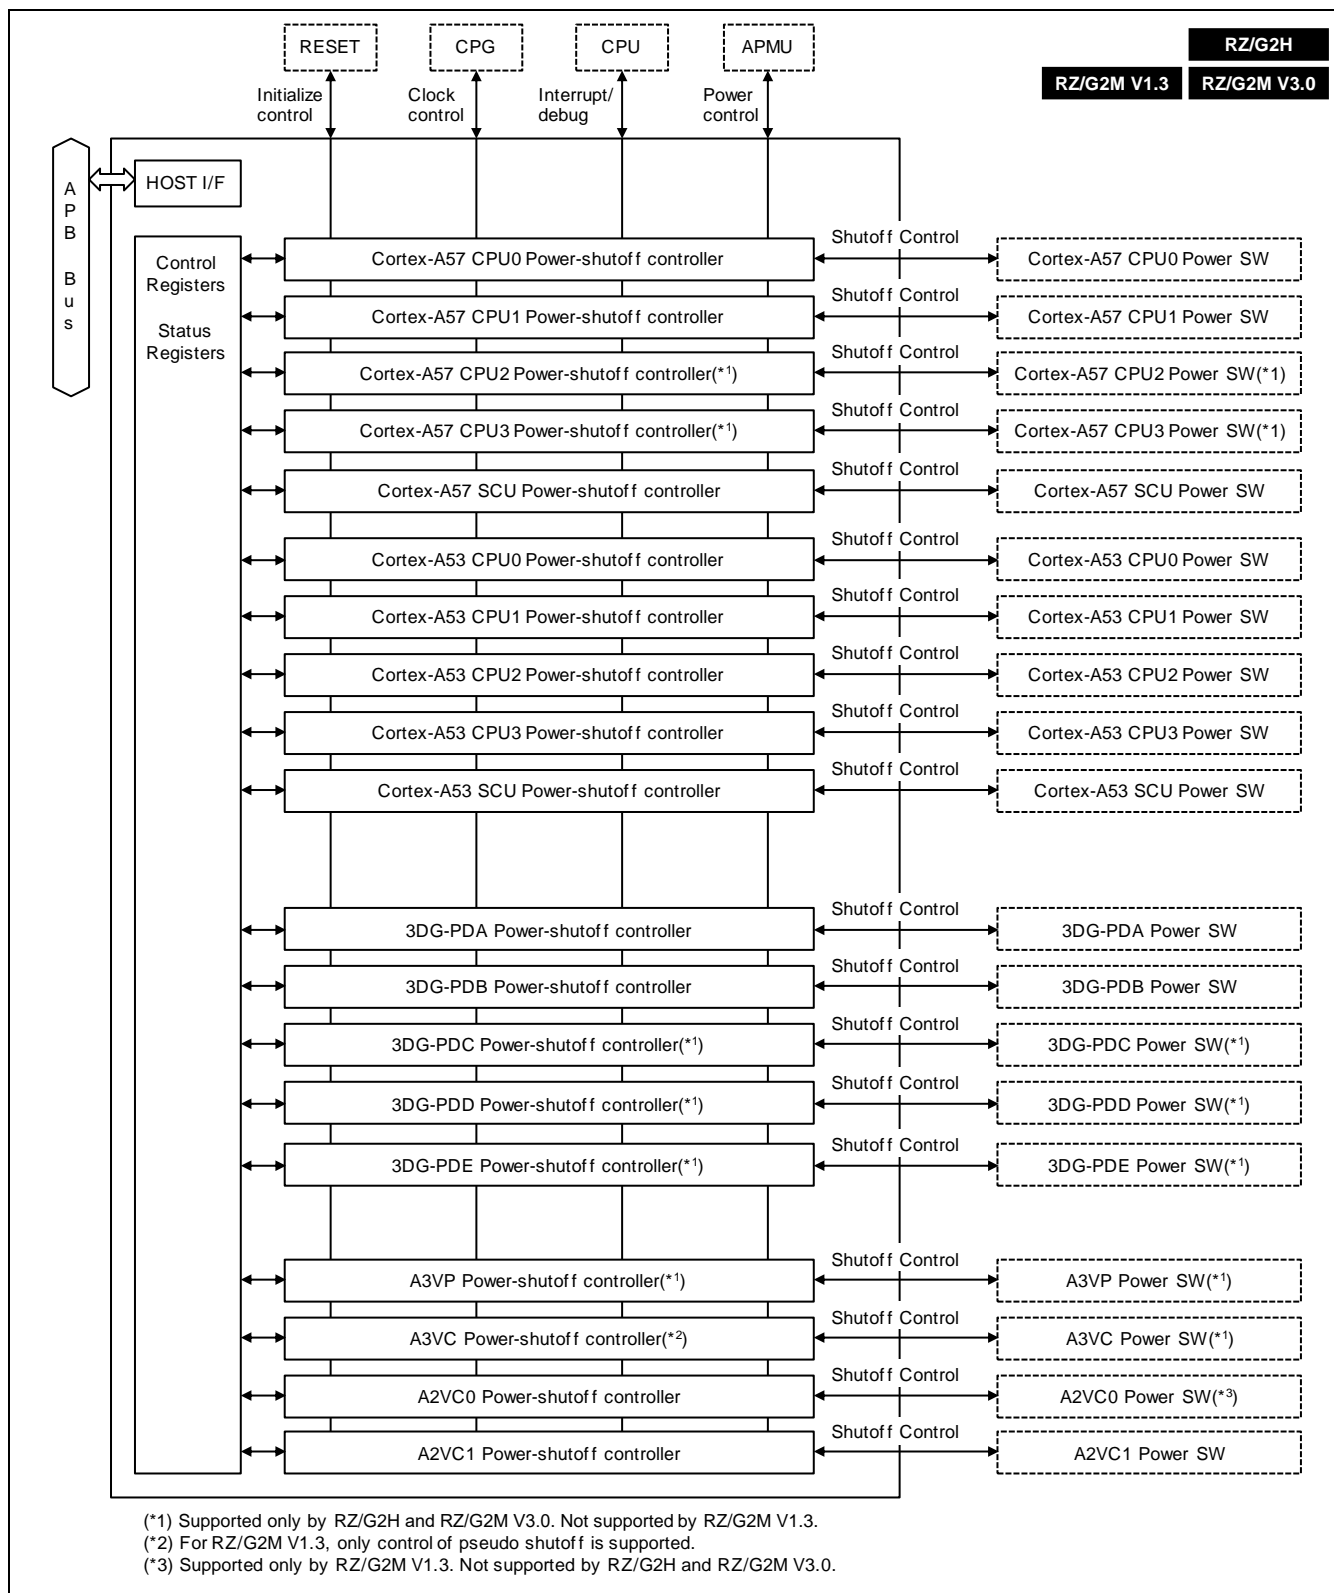 RESET
CPG
CPU
APMU
RZ/G2H
RZ/G2M V1.3
RZ/G2M V3.0
Initialize
control
Clock
control
Interrupt/
debug
Power
control
APB Bus
HOST I/F
Control
Registers
Status
Registers
Cortex-A57 CPU0 Power-shutoff controller
Shutoff Control
Cortex-A57 CPU0 Power SW
Cortex-A57 CPU1 Power-shutoff controller
Shutoff Control
Cortex-A57 CPU1 Power SW
Cortex-A57 CPU2 Power-shutoff controller(*1)
Shutoff Control
Cortex-A57 CPU2 Power SW(*1)
Cortex-A57 CPU3 Power-shutoff controller(*1)
Shutoff Control
Cortex-A57 CPU3 Power SW(*1)
Cortex-A57 SCU Power-shutoff controller
Shutoff Control
Cortex-A57 SCU Power SW
Cortex-A53 CPU0 Power-shutoff controller
Shutoff Control
Cortex-A53 CPU0 Power SW
Cortex-A53 CPU1 Power-shutoff controller
Shutoff Control
Cortex-A53 CPU1 Power SW
Cortex-A53 CPU2 Power-shutoff controller
Shutoff Control
Cortex-A53 CPU2 Power SW
Cortex-A53 CPU3 Power-shutoff controller
Shutoff Control
Cortex-A53 CPU3 Power SW
Cortex-A53 SCU Power-shutoff controller
Shutoff Control
Cortex-A53 SCU Power SW
3DG-PDA Power-shutoff controller
Shutoff Control
3DG-PDA Power SW
3DG-PDB Power-shutoff controller
Shutoff Control
3DG-PDB Power SW
3DG-PDC Power-shutoff controller(*1)
Shutoff Control
3DG-PDC Power SW(*1)
3DG-PDD Power-shutoff controller(*1)
Shutoff Control
3DG-PDD Power SW(*1)
3DG-PDE Power-shutoff controller(*1)
Shutoff Control
3DG-PDE Power SW(*1)
A3VP Power-shutoff controller(*1)
Shutoff Control
A3VP Power SW(*1)
A3VC Power-shutoff controller(*2)
Shutoff Control
A3VC Power SW(*1)
A2VC0 Power-shutoff controller
Shutoff Control
A2VC0 Power SW(*3)
A2VC1 Power-shutoff controller
Shutoff Control
A2VC1 Power SW
(*1) Supported only by RZ/G2H and RZ/G2M V3.0. Not supported by RZ/G2M V1.3.
(*2) For RZ/G2M V1.3, only control of pseudo shutoff is supported.
(*3) Supported only by RZ/G2M V1.3. Not supported by RZ/G2H and RZ/G2M V3.0.